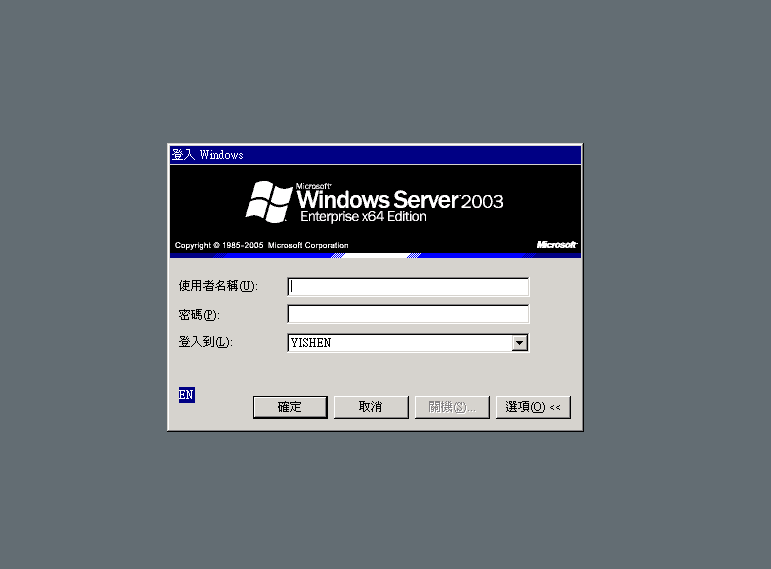 登入 Windows
Microsoft
Windows Server 2003
Enterprise x64 Edition
Copyright © 1985-2005 Microsoft Corporation
Microsoft
使用者名稱(U):
密碼(P):
登入到(L): YISHEN
EN
確定 取消 關機(S)... 選項(O) <<